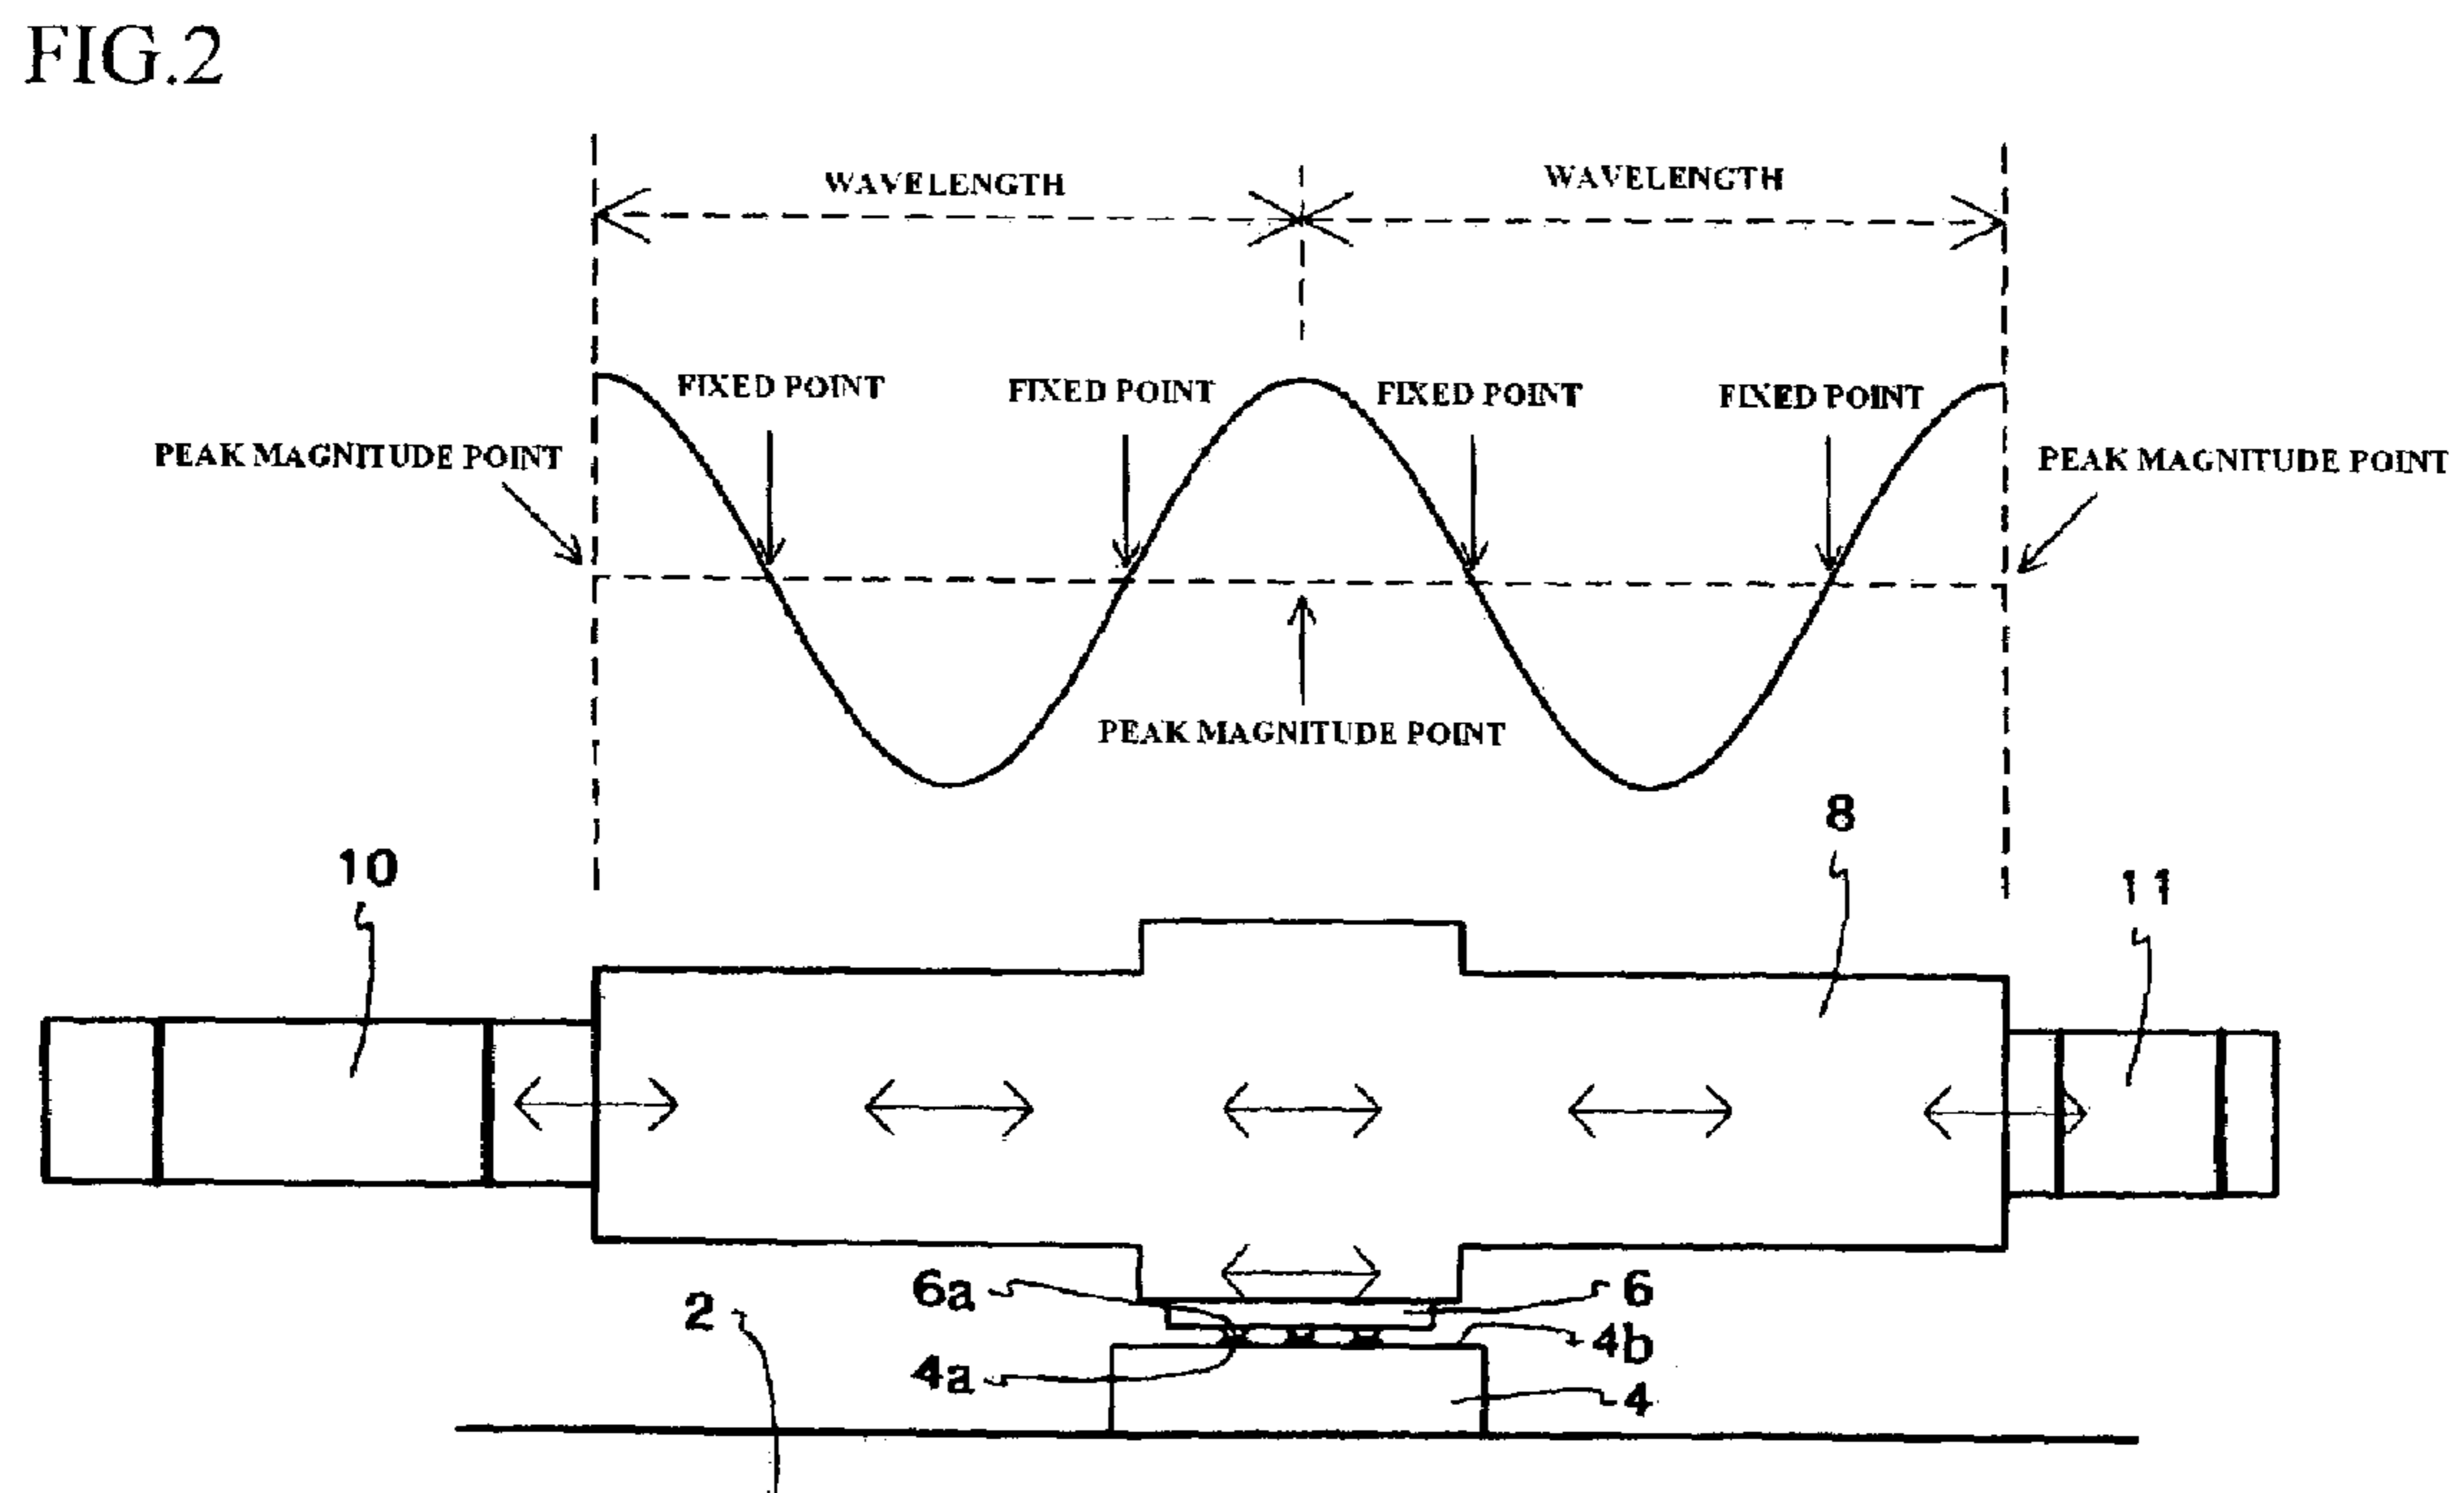 FIG.2
WAVELENGTH WAVELENGTH
FIXED POINT FIXED POINT FIXED POINT FIXED POINT
PEAK MAGNITUDE POINT PEAK MAGNITUDE POINT
PEAK MAGNITUDE POINT
8
10 11
6a 6
2
4b
4a
4